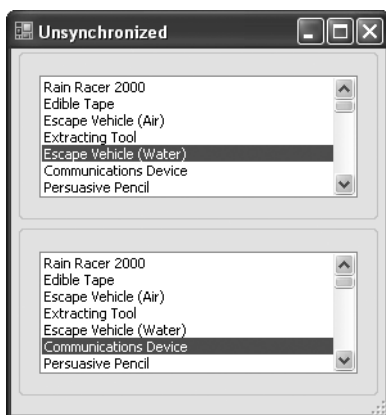 Unsynchronized
Rain Racer 2000
Edible Tape
Escape Vehicle (Air)
Extracting Tool
Escape Vehicle (Water)
Communications Device
Persuasive Pencil
Rain Racer 2000
Edible Tape
Escape Vehicle (Air)
Extracting Tool
Escape Vehicle (Water)
Communications Device
Persuasive Pencil